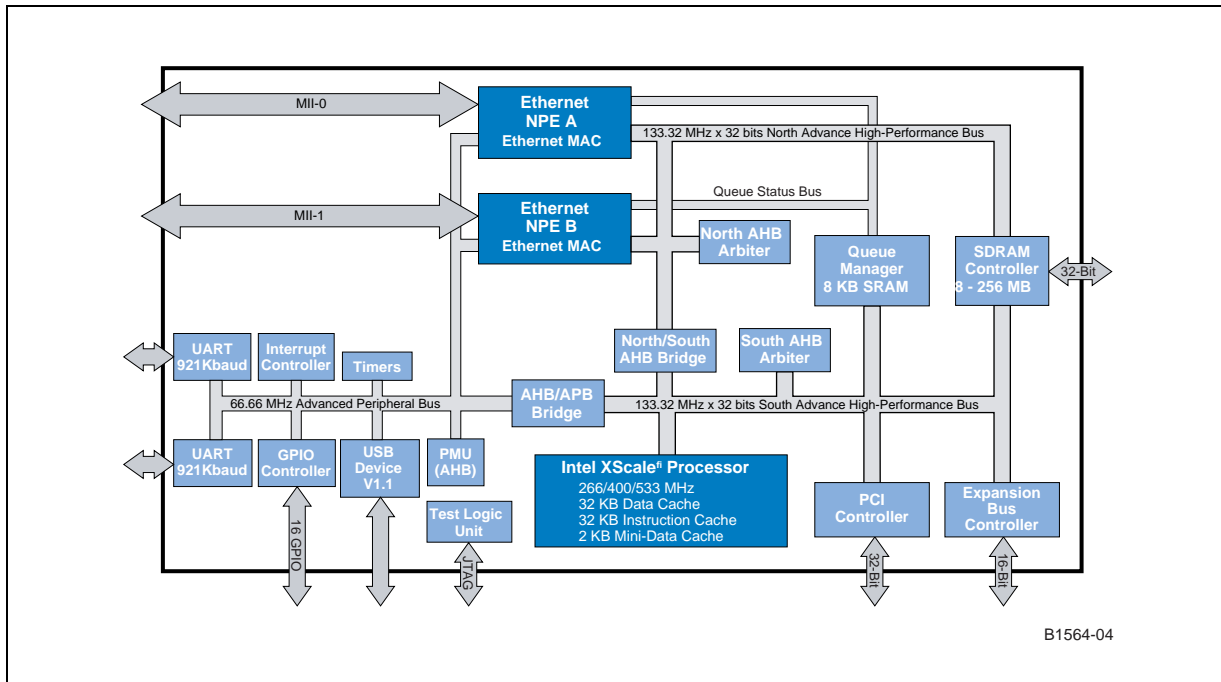 MII-0
Ethernet
NPE A
Ethernet MAC
133.32 MHz x 32 bits North Advance High-Performance Bus
Queue Status Bus
MII-1
Ethernet
NPE B
Ethernet MAC
North AHB
Arbiter
Queue
Manager
8 KB SRAM
SDRAM
Controller
8 - 256 MB
32-Bit
UART
921Kbaud
Interrupt
Controller
Timers
North/South
AHB Bridge
South AHB
Arbiter
66.66 MHz Advanced Peripheral Bus
AHB/APB
Bridge
133.32 MHz x 32 bits South Advance High-Performance Bus
UART
921Kbaud
GPIO
Controller
USB
Device
V1.1
PMU
(AHB)
Intel XScalefi Processor
266/400/533 MHz
32 KB Data Cache
32 KB Instruction Cache
2 KB Mini-Data Cache
Test Logic
Unit
PCI
Controller
Expansion
Bus
Controller
16 GPIO
JTAG
32-Bit
16-Bit
B1564-04